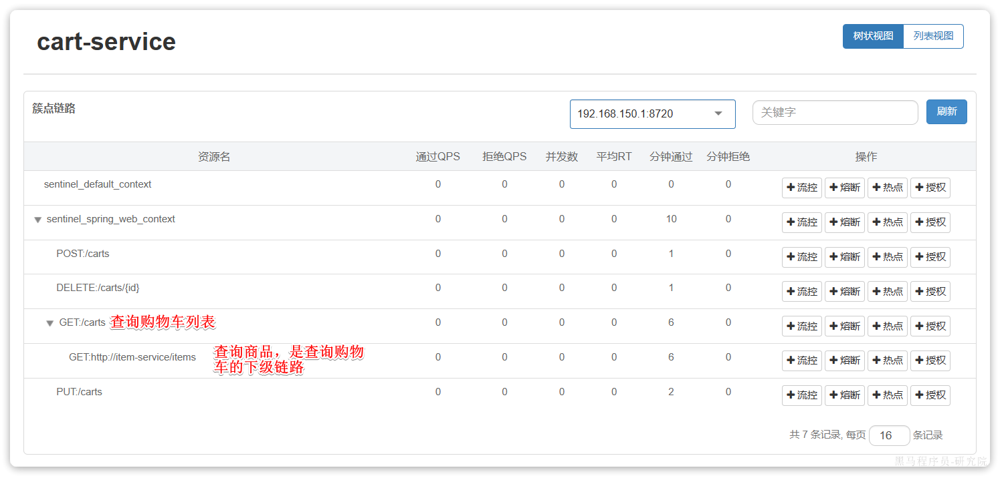 cart-service
树状视图 列表视图
簇点链路 192.168.150.1:8720 关键字 刷新
资源名 通过QPS 拒绝QPS 并发数 平均RT 分钟通过 分钟拒绝 操作
sentinel_default_context 0 0 0 0 0 0 +流控 +熔断 +热点 +授权
sentinel_spring_web_context 0 0 0 0 10 0 +流控 +熔断 +热点 +授权
POST:/carts 0 0 0 0 1 0 +流控 +熔断 +热点 +授权
DELETE:/carts/{id} 0 0 0 0 1 0 +流控 +熔断 +热点 +授权
GET:/carts 查询购物车列表 0 0 0 0 6 0 +流控 +熔断 +热点 +授权
GET:http://item-service/items 0 0 0 0 6 0 +流控 +熔断 +热点 +授权
查询商品，是查询购物
车的下级链路
PUT:/carts 0 0 0 0 2 0 +流控 +熔断 +热点 +授权
共 7 条记录, 每页 16 条记录
黑马程序员-研究院